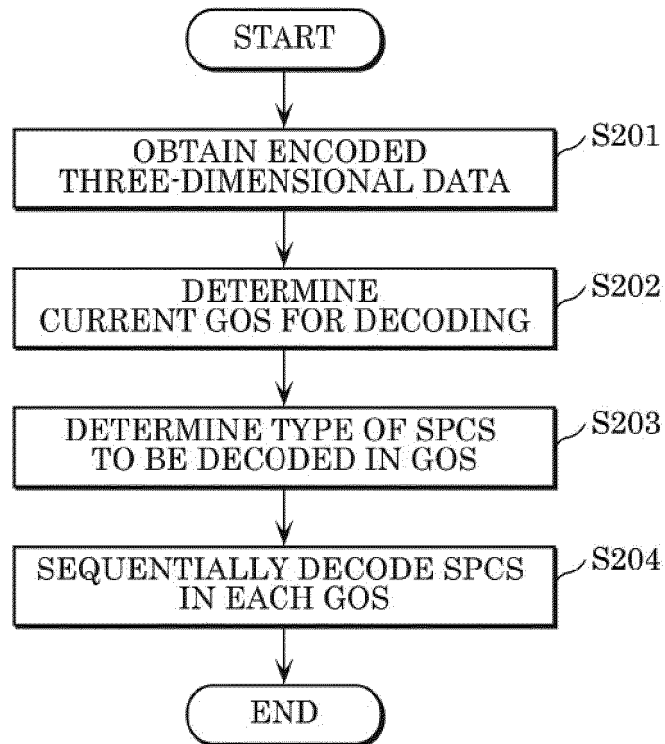 START
OBTAIN ENCODED
THREE-DIMENSIONAL DATA
S201
DETERMINE
CURRENT GOS FOR DECODING
S202
DETERMINE TYPE OF SPCS
TO BE DECODED IN GOS
S203
SEQUENTIALLY DECODE SPCS
IN EACH GOS
S204
END